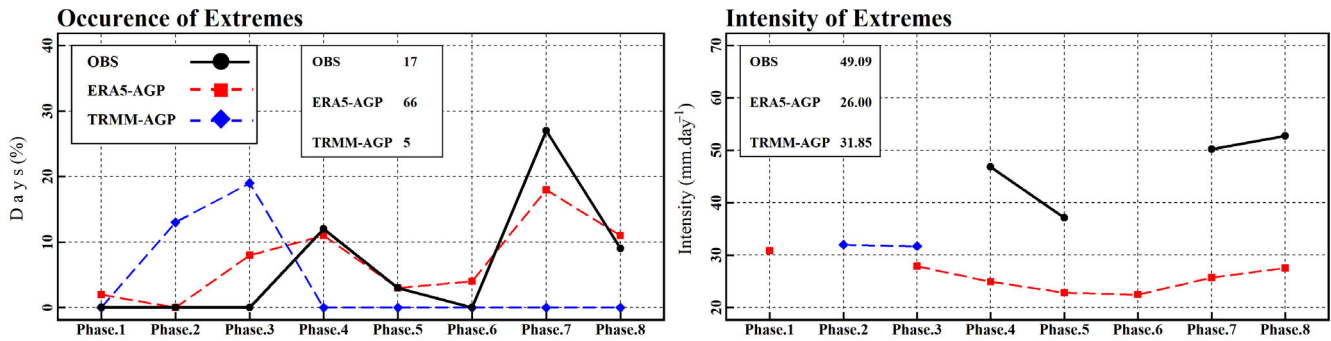 Occurence of Extremes
40
30
20
10
0
Days (%)
OBS
ERA5-AGP
TRMM-AGP
OBS 17
ERA5-AGP 66
TRMM-AGP 5
Phase.1 Phase.2 Phase.3 Phase.4 Phase.5 Phase.6 Phase.7 Phase.8
Intensity of Extremes
70
60
50
40
30
20
Intensity (mm.day⁻¹)
OBS 49.09
ERA5-AGP 26.00
TRMM-AGP 31.85
Phase.1 Phase.2 Phase.3 Phase.4 Phase.5 Phase.6 Phase.7 Phase.8